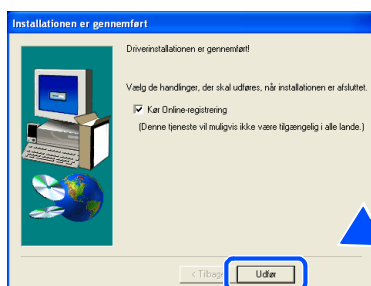 Installationen er gennemført
Driverinstallationen er gennemført!
Vælg de handlinger, der skal udføres, når installationen er afsluttet.
Kør Online-registrering
(Denne tjeneste vil muligvis ikke være tilgængelig i alle lande.)
< Tilbage
Udfør